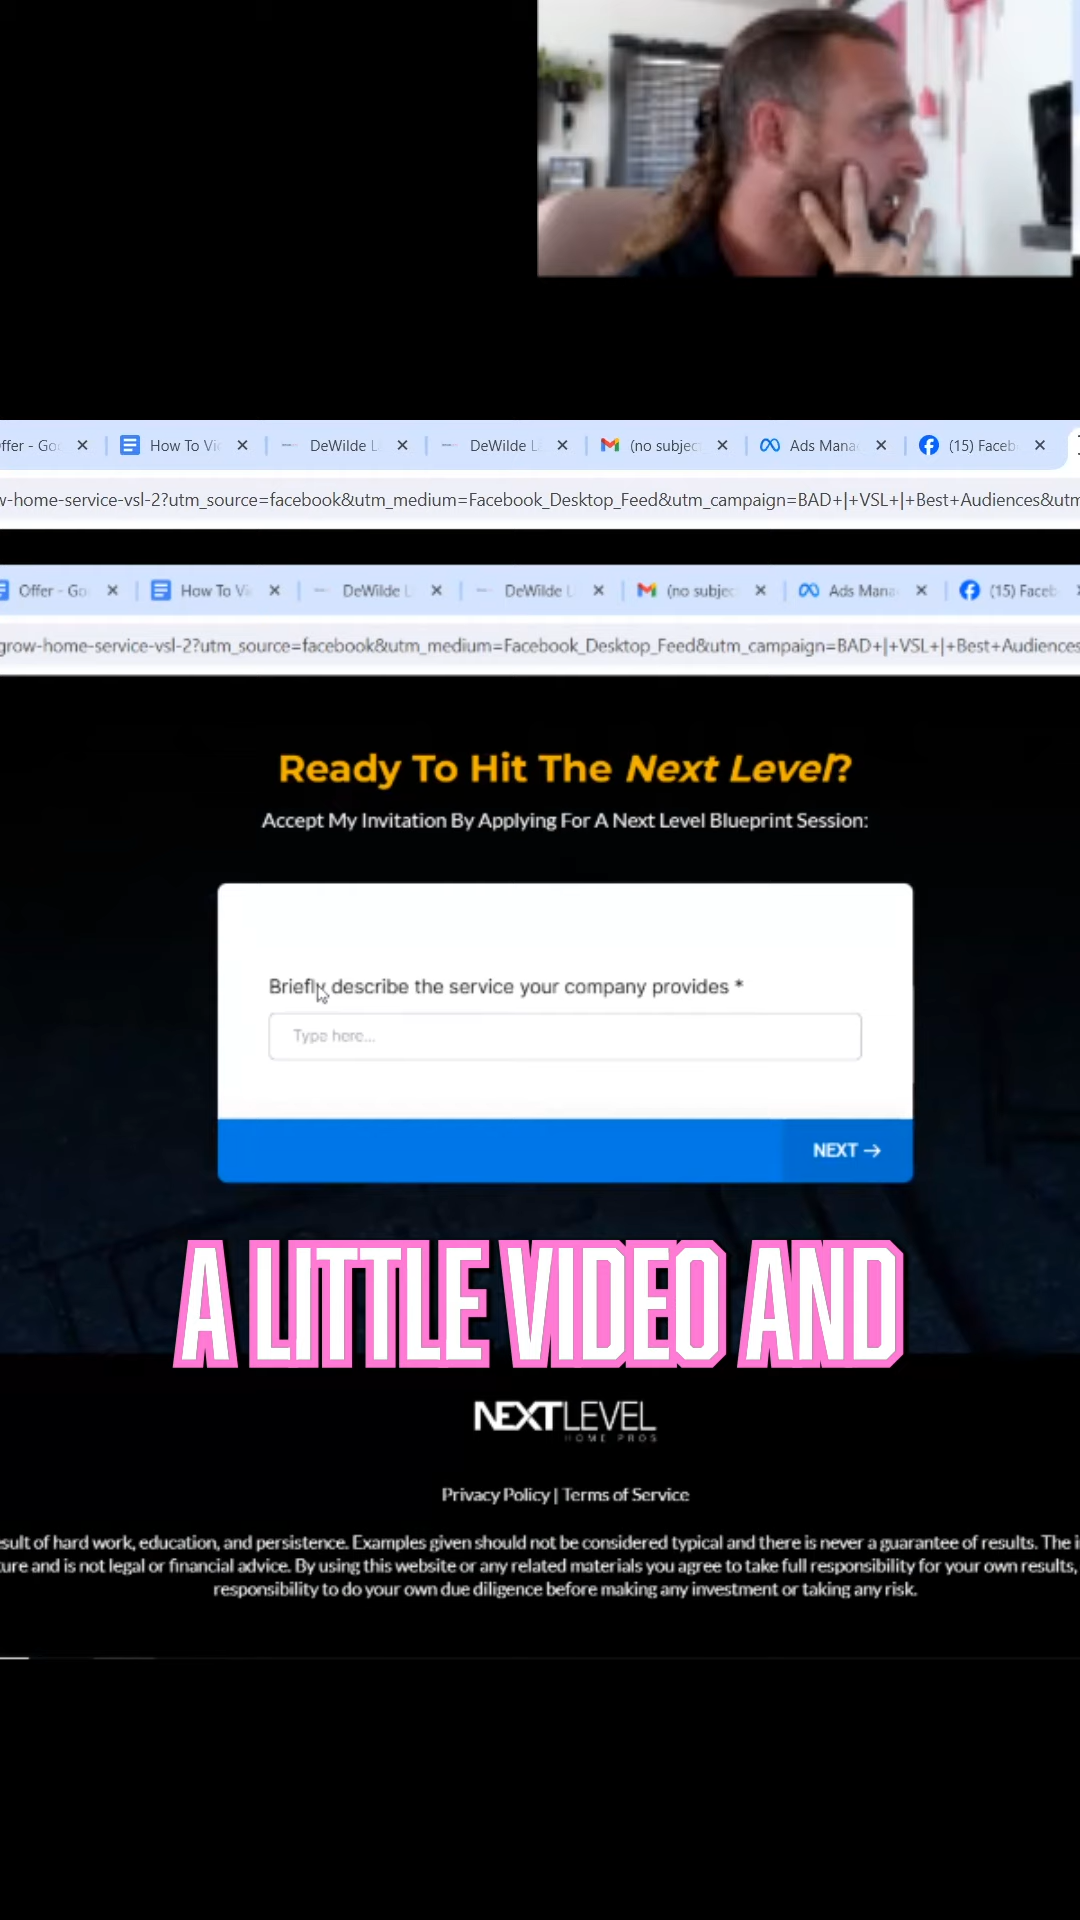 ffer - Go
How To Vi
DeWilde L
DeWilde L
(no subjec
Ads Mana
(15) Faceb
w-home-service-vsl-2?utm_source=facebook&utm_medium=Facebook_Desktop_Feed&utm_campaign=BAD+|+VSL+|+Best+Audiences&utm
Offer - Go
How To Vi
DeWilde L
DeWilde L
(no subjec
Ads Mana
(15) Faceb
grow-home-service-vsl-2?utm_source=facebook&utm_medium=Facebook_Desktop_Feed&utm_campaign=BAD+|+VSL+|+Best+Audiences
Ready To Hit The Next Level?
Accept My Invitation By Applying For A Next Level Blueprint Session:
Briefly describe the service your company provides *
Type here...
NEXT →
A LITTLE VIDEO AND
NEXTLEVEL
HOME PROS
Privacy Policy | Terms of Service
sult of hard work, education, and persistence. Examples given should not be considered typical and there is never a guarantee of results. The i
ure and is not legal or financial advice. By using this website or any related materials you agree to take full responsibility for your own results,
responsibility to do your own due diligence before making any investment or taking any risk.